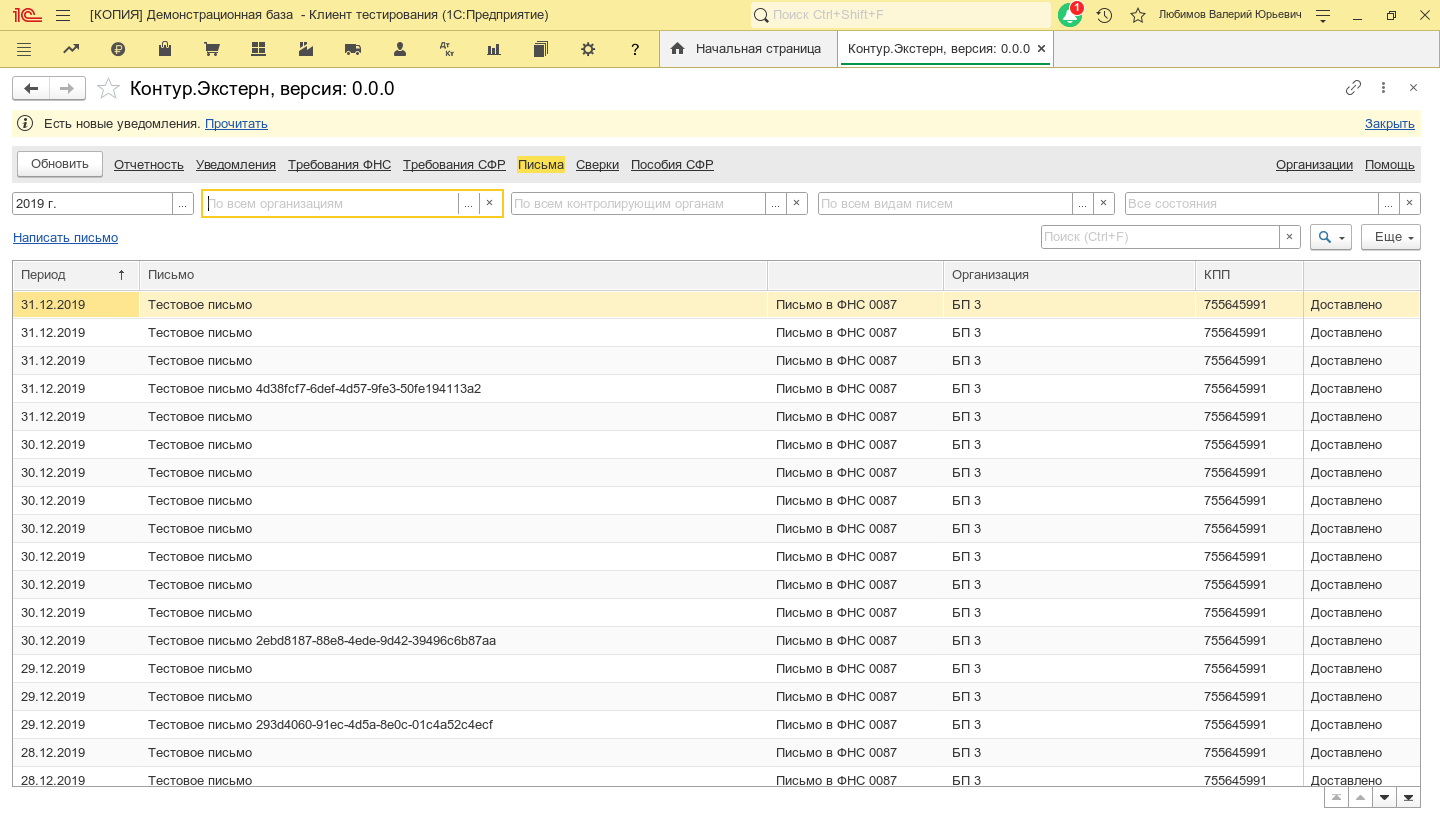 [КОПИЯ] Демонстрационная база - Клиент тестирования (1С:Предприятие) Поиск Ctrl+Shift+F 1 Любимов Валерий Юрьевич
Дт Кт ? Начальная страница Контур.Экстерн, версия: 0.0.0
Контур.Экстерн, версия: 0.0.0
Есть новые уведомления. Прочитать Закрыть
Обновить Отчетность Уведомления Требования ФНС Требования СФР Письма Сверки Пособия СФР Организации Помощь
2019 г. ... По всем организациям ... × По всем контролирующим органам ... × По всем видам писем ... × Все состояния ... ×
Написать письмо Поиск (Ctrl+F) × Еще
Период Письмо Организация КПП
31.12.2019 Тестовое письмо Письмо в ФНС 0087 БП 3 755645991 Доставлено
31.12.2019 Тестовое письмо Письмо в ФНС 0087 БП 3 755645991 Доставлено
31.12.2019 Тестовое письмо Письмо в ФНС 0087 БП 3 755645991 Доставлено
31.12.2019 Тестовое письмо 4d38fcf7-6def-4d57-9fe3-50fe194113a2 Письмо в ФНС 0087 БП 3 755645991 Доставлено
31.12.2019 Тестовое письмо Письмо в ФНС 0087 БП 3 755645991 Доставлено
30.12.2019 Тестовое письмо Письмо в ФНС 0087 БП 3 755645991 Доставлено
30.12.2019 Тестовое письмо Письмо в ФНС 0087 БП 3 755645991 Доставлено
30.12.2019 Тестовое письмо Письмо в ФНС 0087 БП 3 755645991 Доставлено
30.12.2019 Тестовое письмо Письмо в ФНС 0087 БП 3 755645991 Доставлено
30.12.2019 Тестовое письмо Письмо в ФНС 0087 БП 3 755645991 Доставлено
30.12.2019 Тестовое письмо Письмо в ФНС 0087 БП 3 755645991 Доставлено
30.12.2019 Тестовое письмо Письмо в ФНС 0087 БП 3 755645991 Доставлено
30.12.2019 Тестовое письмо 2ebd8187-88e8-4ede-9d42-39496c6b87aa Письмо в ФНС 0087 БП 3 755645991 Доставлено
29.12.2019 Тестовое письмо Письмо в ФНС 0087 БП 3 755645991 Доставлено
29.12.2019 Тестовое письмо Письмо в ФНС 0087 БП 3 755645991 Доставлено
29.12.2019 Тестовое письмо 293d4060-91ec-4d5a-8e0c-01c4a52c4ecf Письмо в ФНС 0087 БП 3 755645991 Доставлено
28.12.2019 Тестовое письмо Письмо в ФНС 0087 БП 3 755645991 Доставлено
28.12.2019 Тестовое письмо Письмо в ФНС 0087 БП 3 755645991 Доставлено